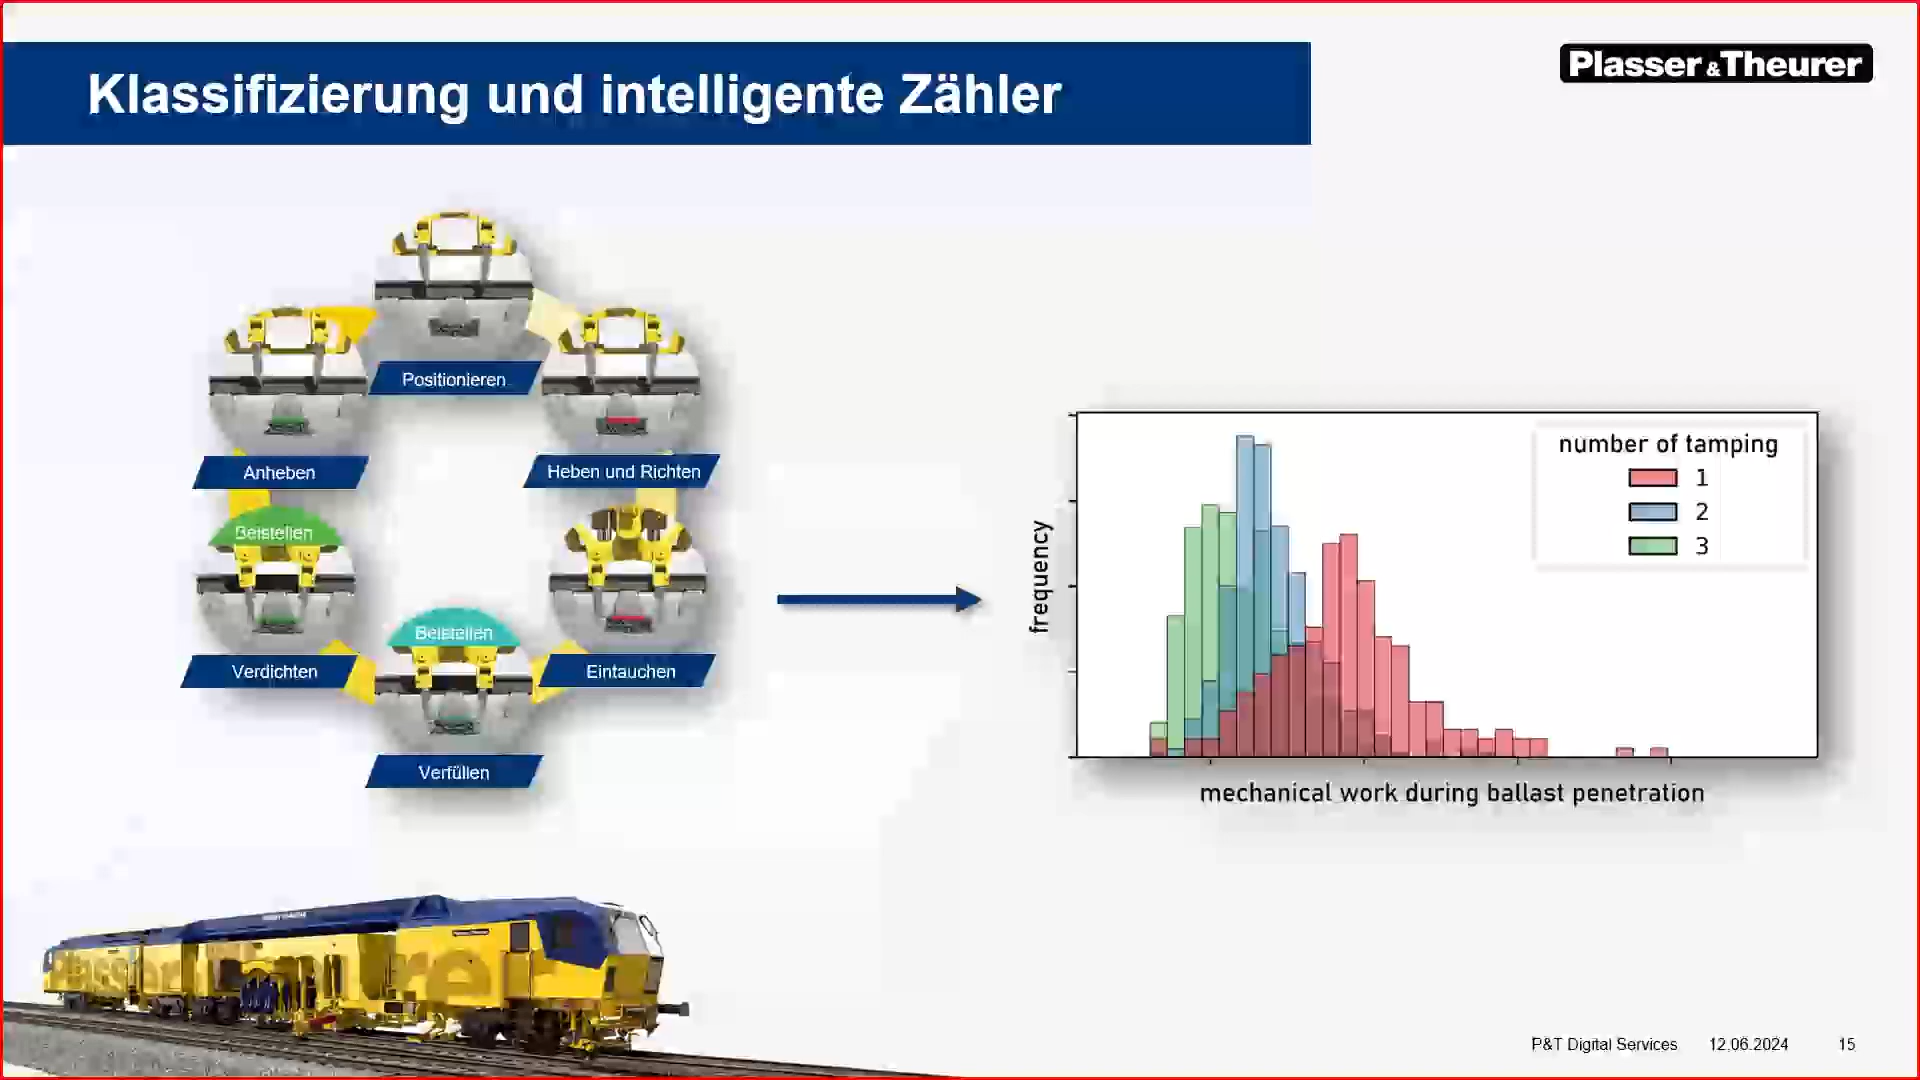 Klassifizierung und intelligente Zähler
Plasser & Theurer
Positionieren
Anheben
Heben und Richten
Beistellen
Verdichten
Beistellen
Eintauchen
Verfüllen
number of tamping
1
2
3
frequency
mechanical work during ballast penetration
P&T Digital Services 12.06.2024 15